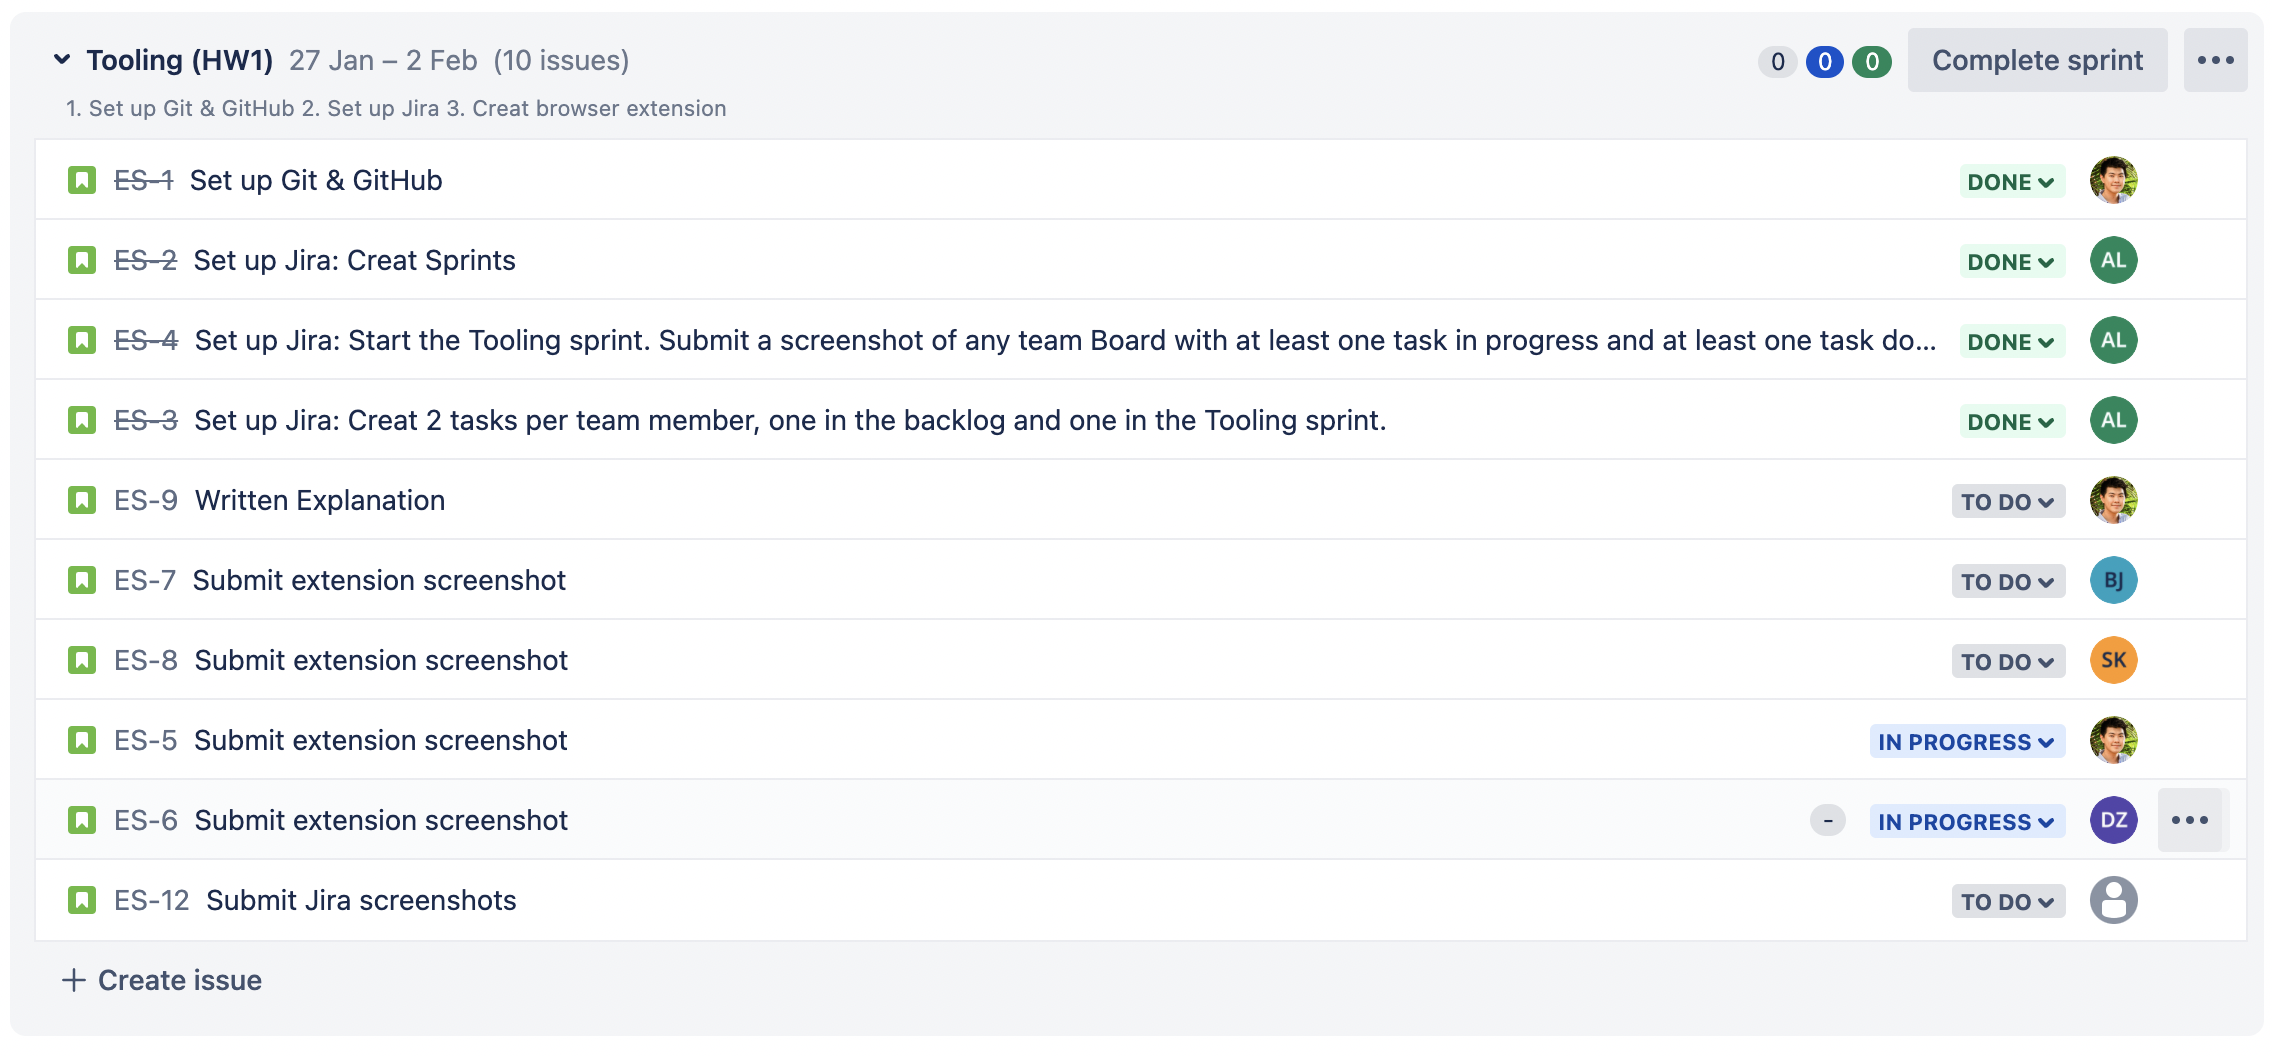 Tooling (HW1) 27 Jan – 2 Feb (10 issues) 0 0 0 Complete sprint
1. Set up Git & GitHub 2. Set up Jira 3. Creat browser extension
ES-1 Set up Git & GitHub DONE
ES-2 Set up Jira: Creat Sprints DONE AL
ES-4 Set up Jira: Start the Tooling sprint. Submit a screenshot of any team Board with at least one task in progress and at least one task do... DONE AL
ES-3 Set up Jira: Creat 2 tasks per team member, one in the backlog and one in the Tooling sprint. DONE AL
ES-9 Written Explanation TO DO
ES-7 Submit extension screenshot TO DO BJ
ES-8 Submit extension screenshot TO DO SK
ES-5 Submit extension screenshot IN PROGRESS
ES-6 Submit extension screenshot - IN PROGRESS DZ
ES-12 Submit Jira screenshots TO DO
+ Create issue